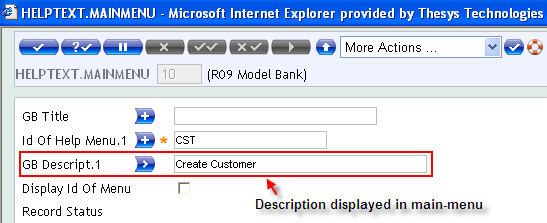 HELPTEXT.MAINMENU - Microsoft Internet Explorer provided by Thesys Technologies
More Actions ...
HELPTEXT.MAINMENU 10 (R09 Model Bank)
GB Title
Id Of Help Menu.1 * CST
GB Descript.1 Create Customer
Display Id Of Menu
Description displayed in main-menu
Record Status